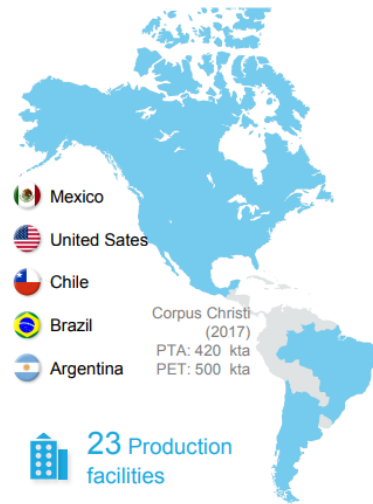 Mexico
United Sates
Chile
Brazil
Argentina
Corpus Christi
(2017)
PTA: 420 kta
PET: 500 kta
23 Production
facilities